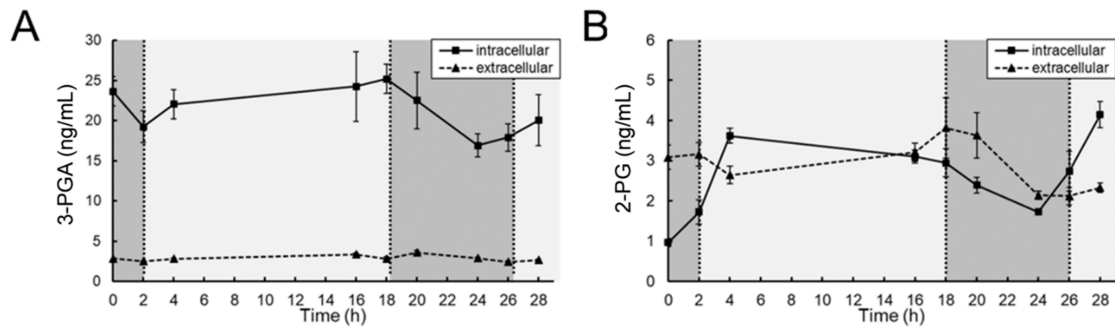 A
3-PGA (ng/mL)
30
25
20
15
10
5
0
intracellular
extracellular
0 2 4 6 8 10 12 14 16 18 20 22 24 26 28
Time (h)
B
2-PG (ng/mL)
6
5
4
3
2
1
0
intracellular
extracellular
0 2 4 6 8 10 12 14 16 18 20 22 24 26 28
Time (h)